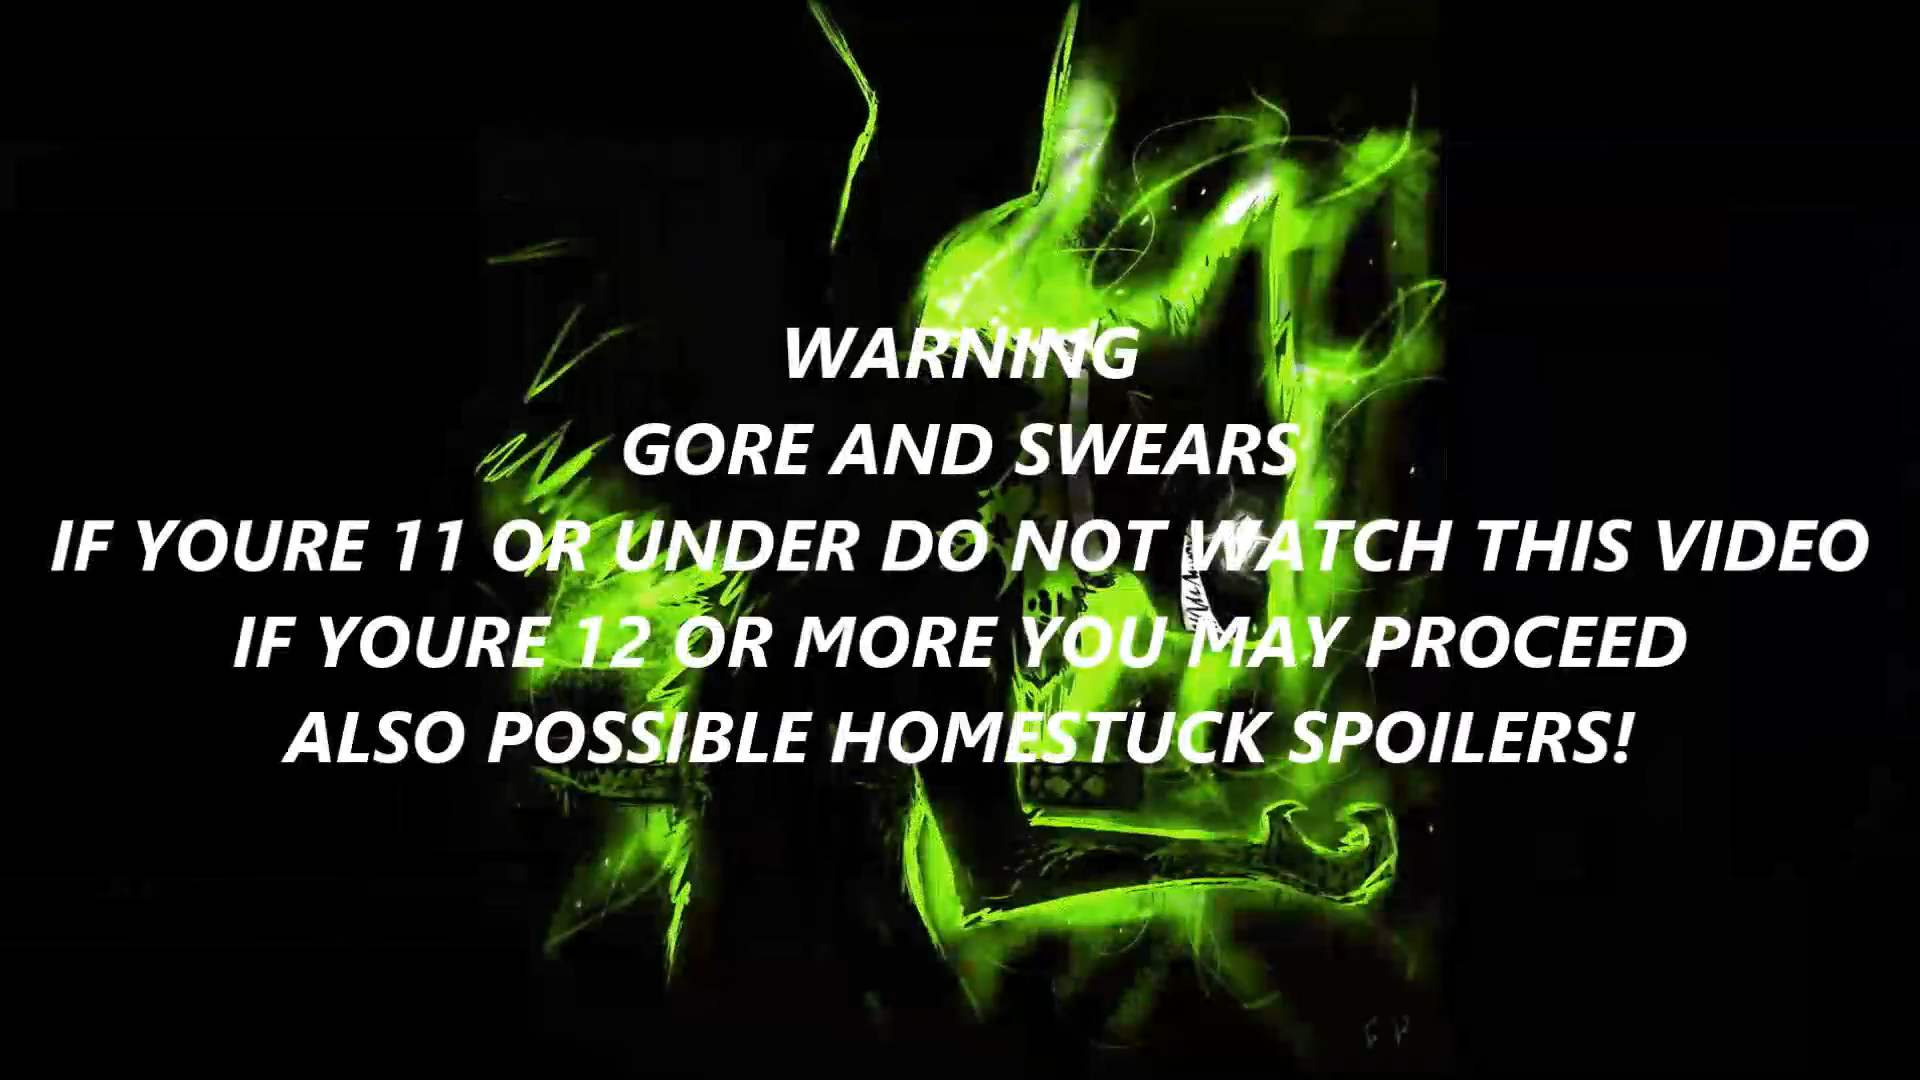 WARNING
GORE AND SWEARS
IF YOURE 11 OR UNDER DO NOT WATCH THIS VIDEO
IF YOURE 12 OR MORE YOU MAY PROCEED
ALSO POSSIBLE HOMESTUCK SPOILERS!